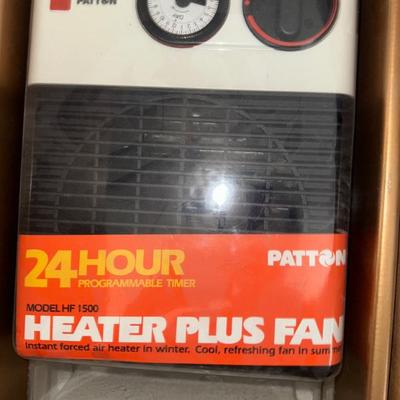 PATTON
24 HOUR
PROGRAMMABLE TIMER
PATTON
MODEL HF 1500
HEATER PLUS FAN
Instant forced air heater in winter. Cool, refreshing fan in summer